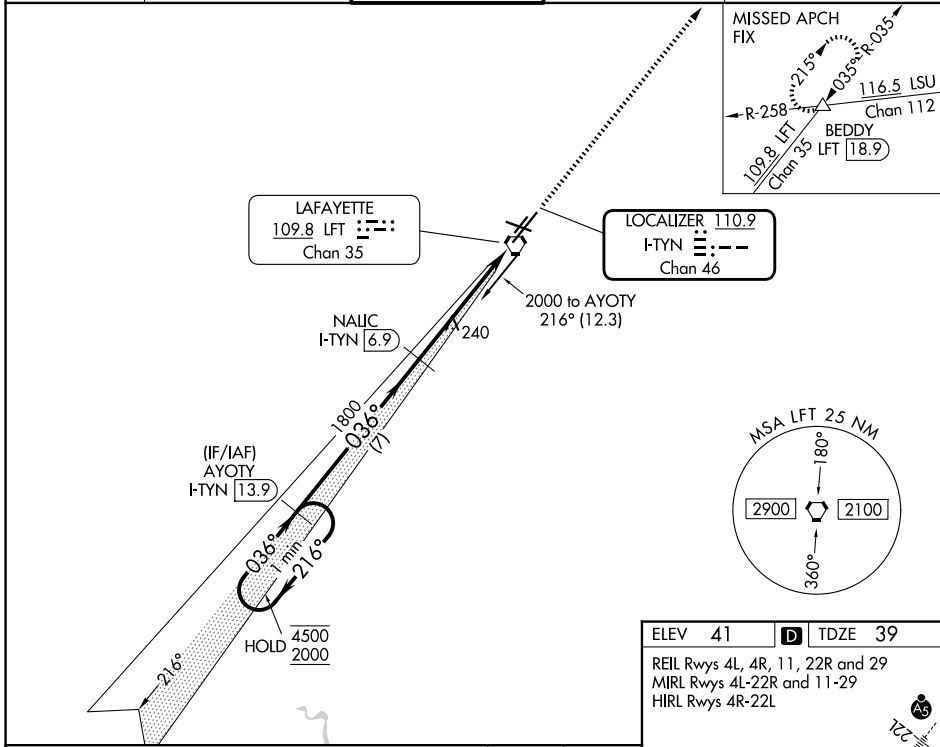 MISSED APCH
FIX
215°
035°
R-035
R-258
116.5 LSU
Chan 112
BEDDY
LFT 18.9
109.8 LFT
Chan 35
LAFAYETTE
109.8 LFT
Chan 35
LOCALIZER 110.9
I-TYN
Chan 46
2000 to AYOTY
216° (12.3)
NALIC
I-TYN 6.9
240
1800
036°
(7)
(IF/IAF)
AYOTY
I-TYN 13.9
036°
1 min
216°
HOLD 4500
2000
216°
MSA LFT 25 NM
180°
2900
2100
360°
ELEV 41 D TDZE 39
REIL Rwys 4L, 4R, 11, 22R and 29
MIRL Rwys 4L-22R and 11-29
HIRL Rwys 4R-22L
A5
22L